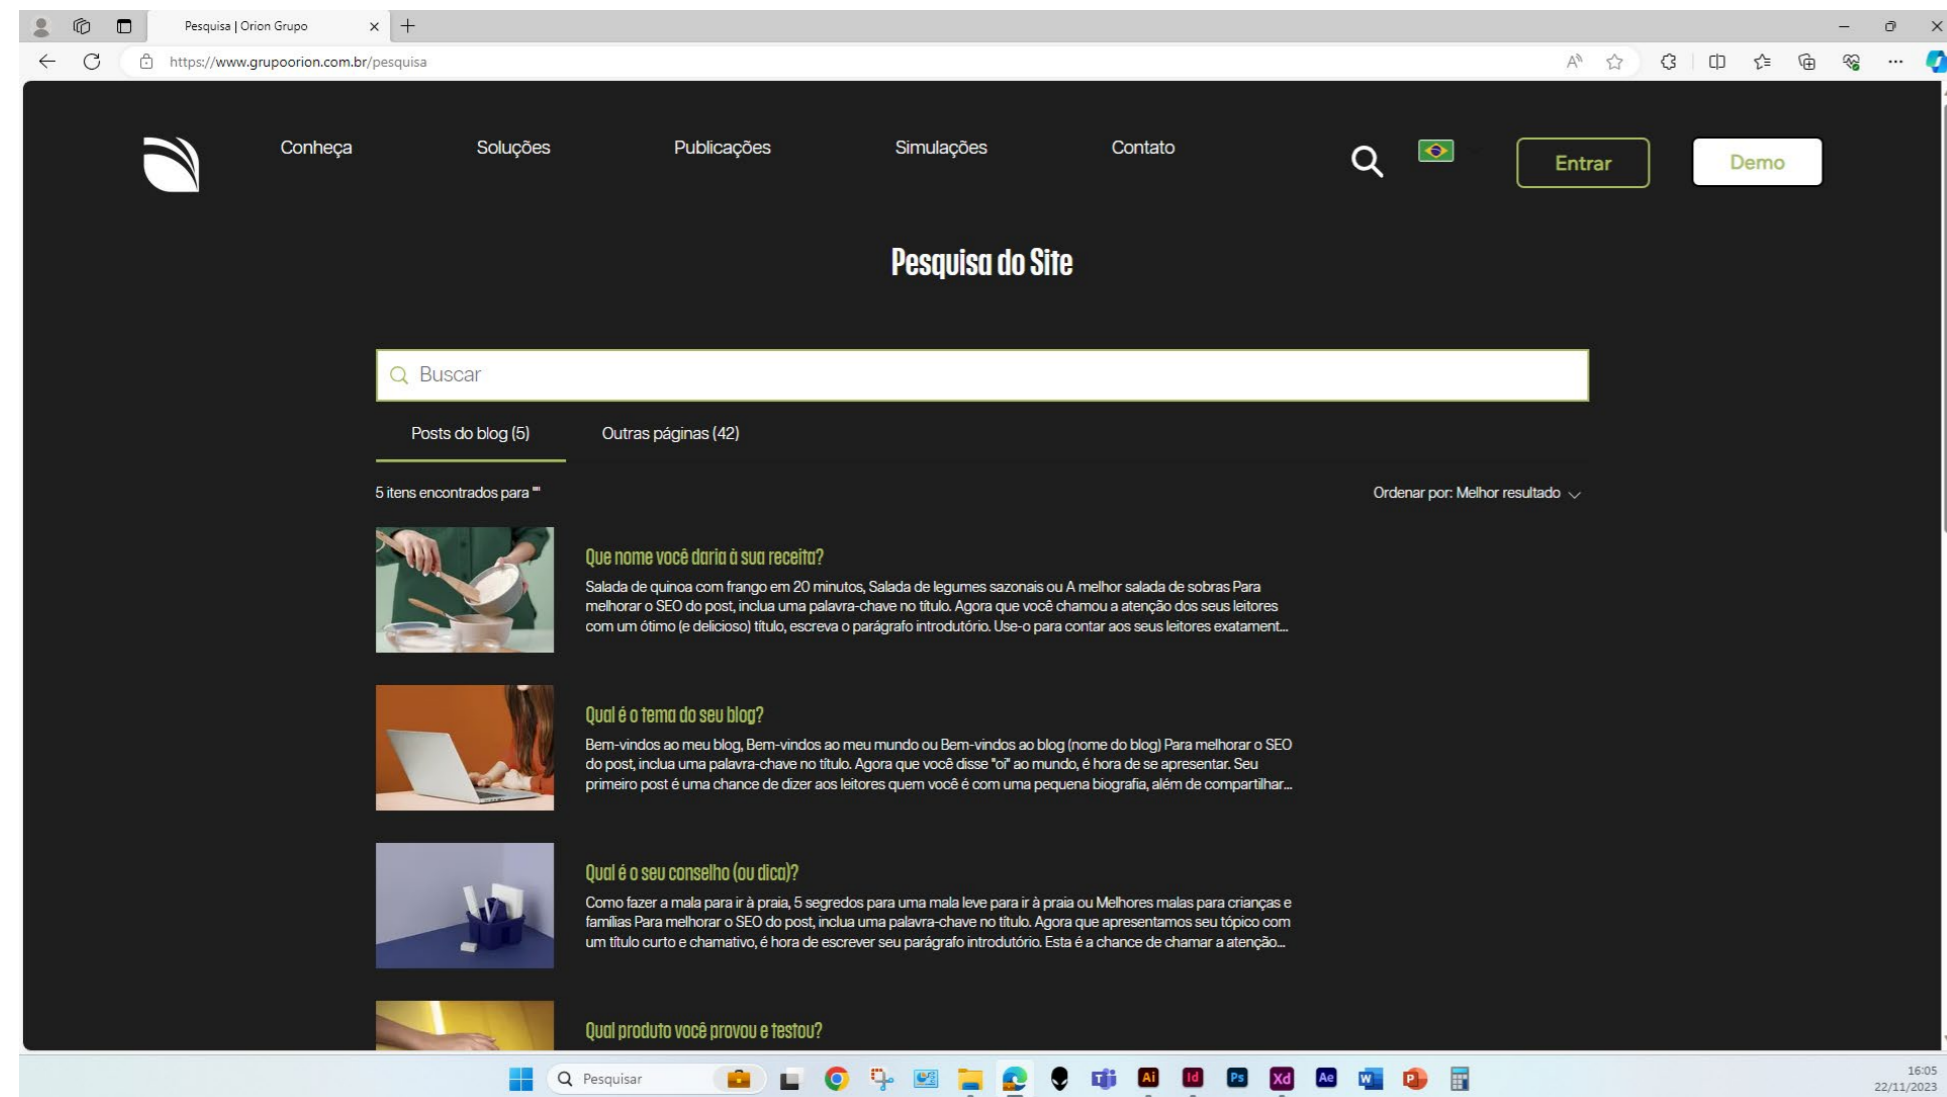 Pesquisa | Orion Grupo
https://www.grupoorion.com.br/pesquisa
Conheça
Soluções
Publicações
Simulações
Contato
Entrar
Demo
Pesquisa do Site
Buscar
Posts do blog (5)
Outras páginas (42)
5 itens encontrados para ""
Ordenar por: Melhor resultado
Que nome você daria à sua receita?
Salada de quinoa com frango em 20 minutos, Salada de legumes sazonais ou A melhor salada de sobras Para
melhorar o SEO do post, inclua uma palavra-chave no título. Agora que você chamou a atenção dos seus leitores
com um ótimo (e delicioso) título, escreva o parágrafo introdutório. Use-o para contar aos seus leitores exatament...
Qual é o tema do seu blog?
Bem-vindos ao meu blog, Bem-vindos ao meu mundo ou Bem-vindos ao blog (nome do blog) Para melhorar o SEO
do post, inclua uma palavra-chave no título. Agora que você disse "oi" ao mundo, é hora de se apresentar. Seu
primeiro post é uma chance de dizer aos leitores quem você é com uma pequena biografia, além de compartilhar...
Qual é o seu conselho (ou dica)?
Como fazer a mala para ir à praia, 5 segredos para uma mala leve para ir à praia ou Melhores malas para crianças e
famílias Para melhorar o SEO do post, inclua uma palavra-chave no título. Agora que apresentamos seu tópico com
um título curto e chamativo, é hora de escrever seu parágrafo introdutório. Esta é a chance de chamar a atenção...
Qual produto você provou e testou?
Pesquisar
Ai
Id
Ps
Xd
Ae
W
P
16:05
22/11/2023